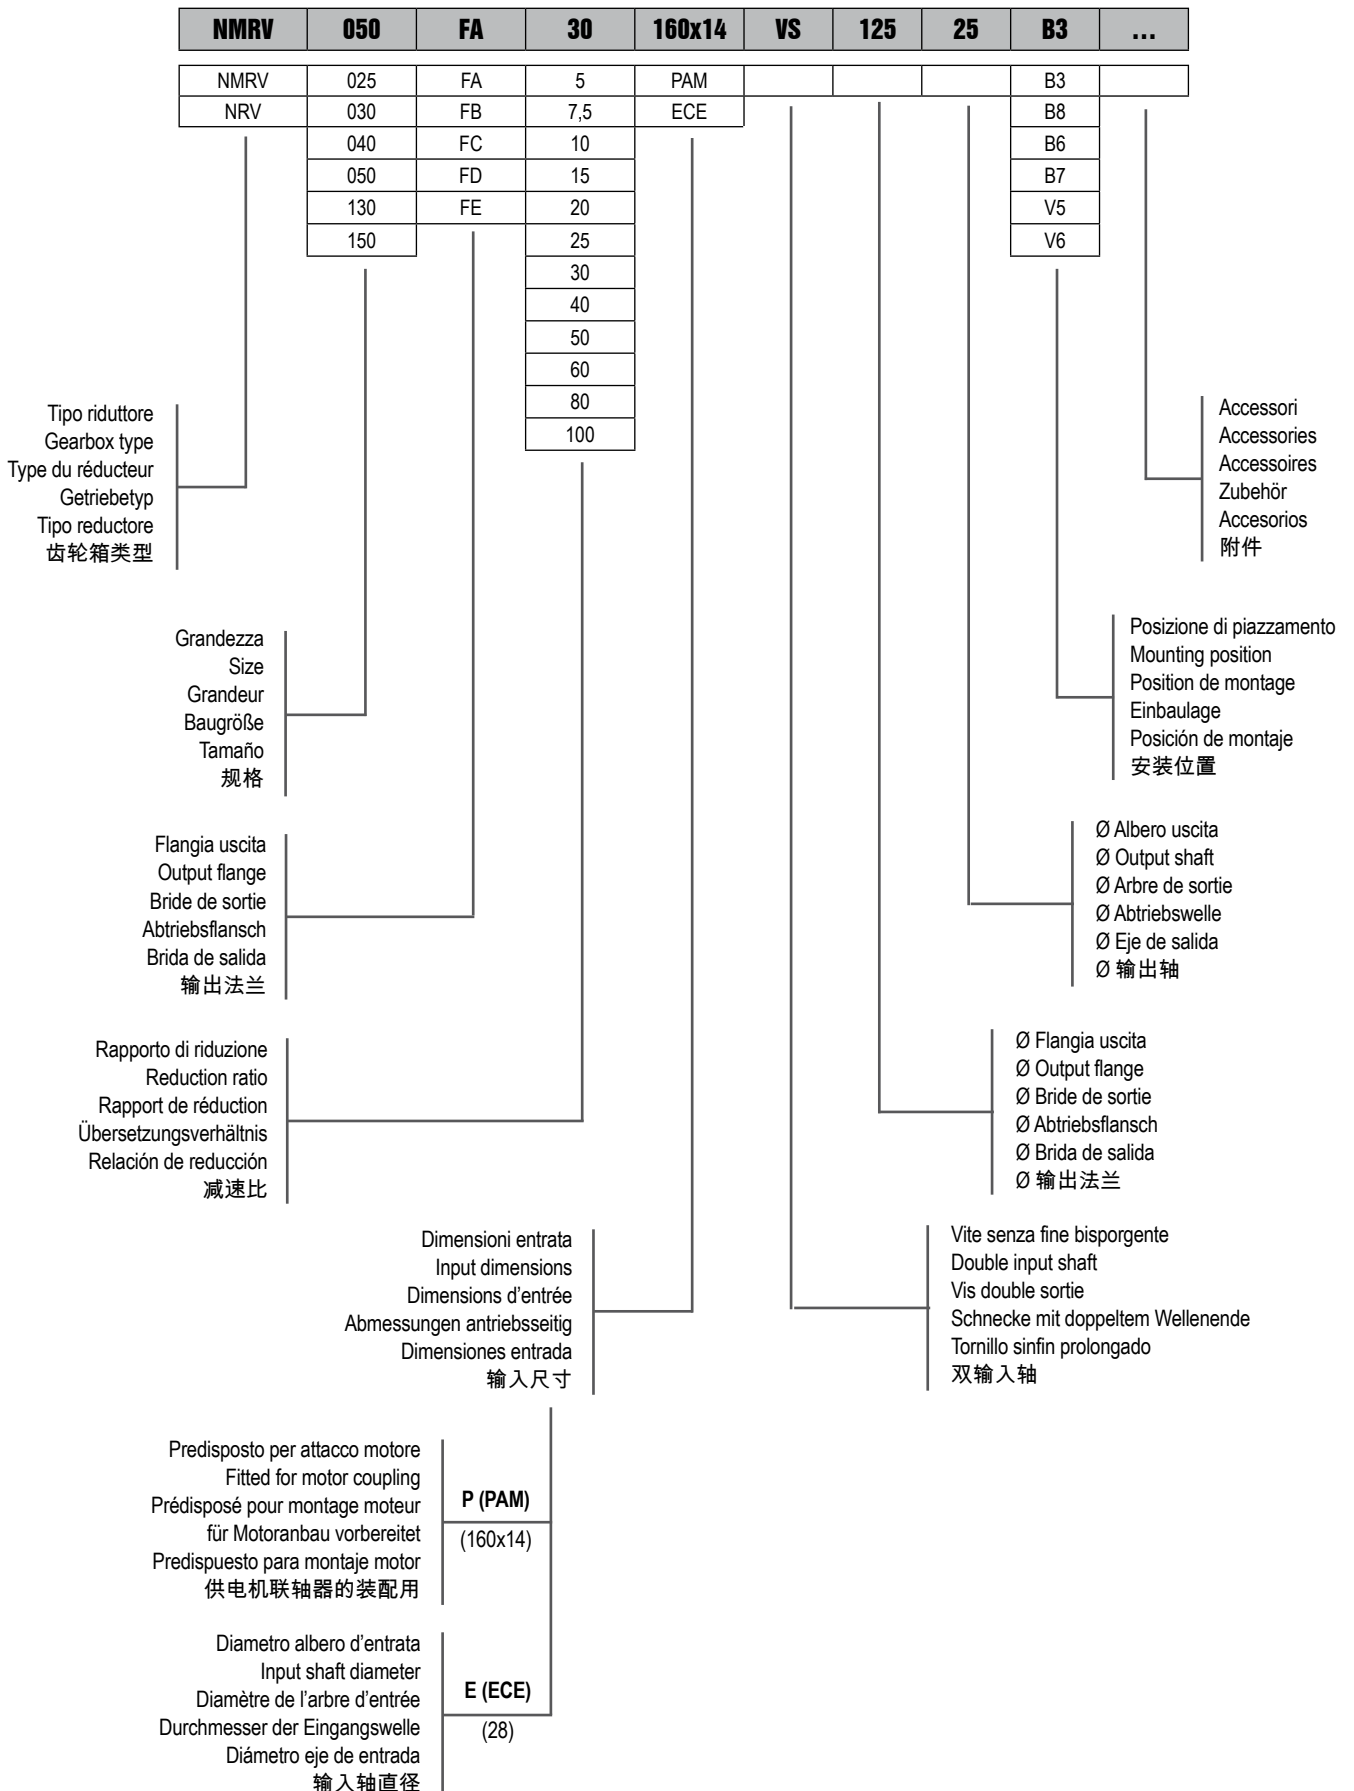 NMRV 050 FA 30 160x14 VS 125 25 B3 ...
NMRV 025 FA 5 PAM B3
NRV 030 FB 7,5 ECE B8
040 FC 10 B6
050 FD 15 B7
130 FE 20 V5
150 25 V6
30
40
50
60
80
100
Tipo riduttore
Gearbox type
Type du réducteur
Getriebetyp
Tipo reductore
齿轮箱类型
Accessori
Accessories
Accessoires
Zubehör
Accesorios
附件
Grandezza
Size
Grandeur
Baugröße
Tamaño
规格
Posizione di piazzamento
Mounting position
Position de montage
Einbaulage
Posición de montaje
安装位置
Flangia uscita
Output flange
Bride de sortie
Abtriebsflansch
Brida de salida
输出法兰
Ø Albero uscita
Ø Output shaft
Ø Arbre de sortie
Ø Abtriebswelle
Ø Eje de salida
Ø 输出轴
Rapporto di riduzione
Reduction ratio
Rapport de réduction
Übersetzungsverhältnis
Relación de reducción
减速比
Ø Flangia uscita
Ø Output flange
Ø Bride de sortie
Ø Abtriebsflansch
Ø Brida de salida
Ø 输出法兰
Dimensioni entrata
Input dimensions
Dimensions d'entrée
Abmessungen antriebsseitig
Dimensiones entrada
输入尺寸
Vite senza fine bisporgente
Double input shaft
Vis double sortie
Schnecke mit doppeltem Wellenende
Tornillo sinfin prolongado
双输入轴
Predisposto per attacco motore
Fitted for motor coupling
Prédisposé pour montage moteur
für Motoranbau vorbereitet
Predispuesto para montaje motor
供电机联轴器的装配用
P (PAM)
(160x14)
Diametro albero d'entrata
Input shaft diameter
Diamètre de l'arbre d'entrée
Durchmesser der Eingangswelle
Diámetro eje de entrada
输入轴直径
E (ECE)
(28)